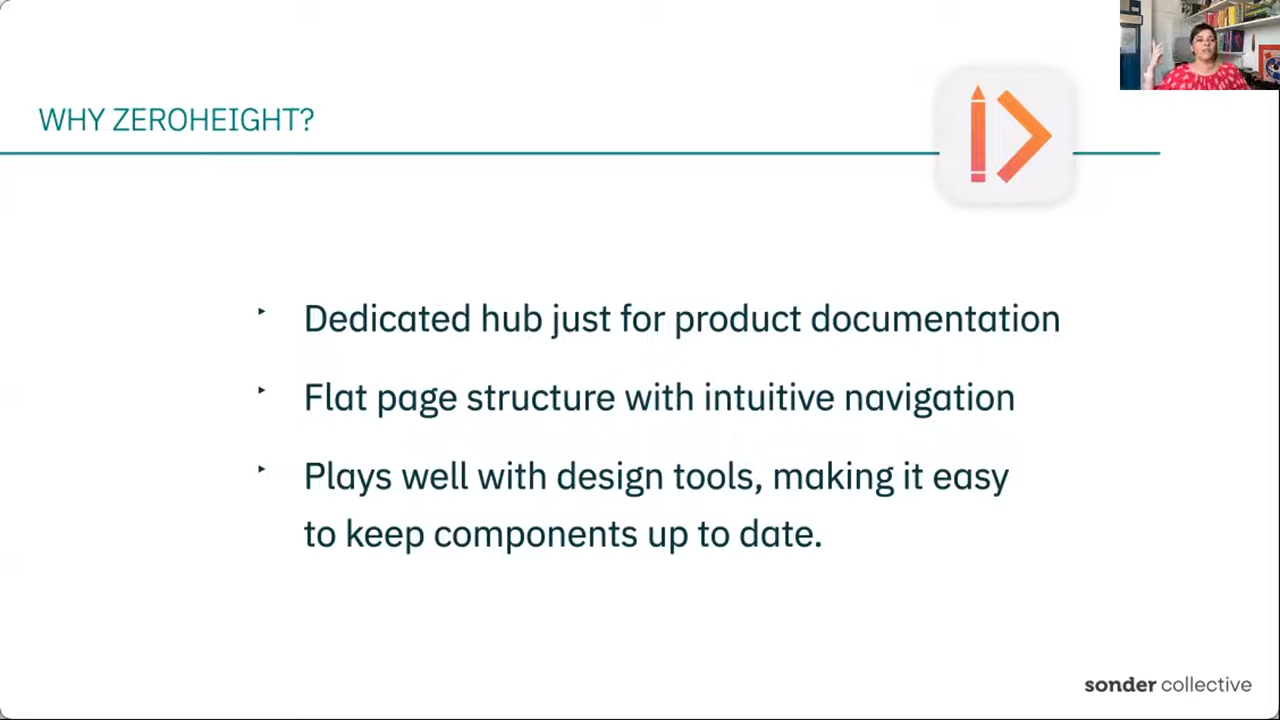 WHY ZEROHEIGHT?
‣ Dedicated hub just for product documentation
‣ Flat page structure with intuitive navigation
‣ Plays well with design tools, making it easy
to keep components up to date.
sonder collective